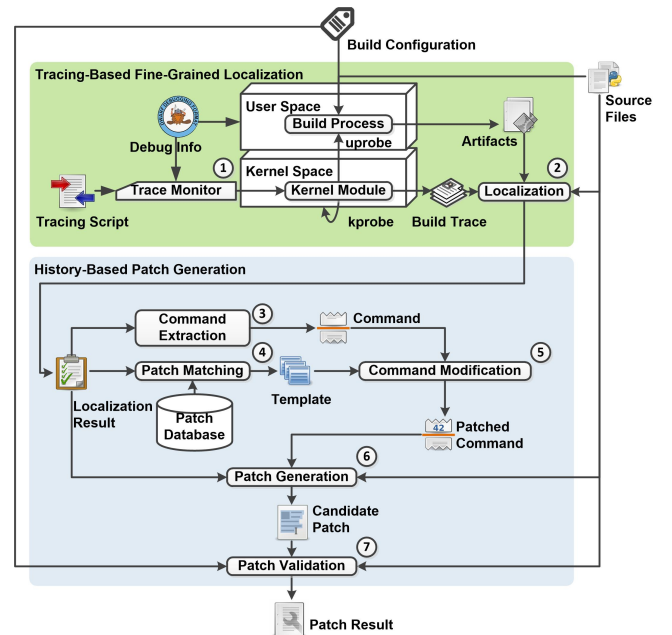 Build Configuration
Tracing-Based Fine-Grained Localization
Source
Files
User Space
Build Process
uprobe
Artifacts
Debug Info
1
Kernel Space
2
Trace Monitor
Kernel Module
Localization
Tracing Script
kprobe
Build Trace
History-Based Patch Generation
Command
Extraction
3
Command
4
5
Patch Matching
Command Modification
Localization
Result
Patch
Database
Template
42
Patched
Command
6
Patch Generation
Candidate
Patch
7
Patch Validation
Patch Result